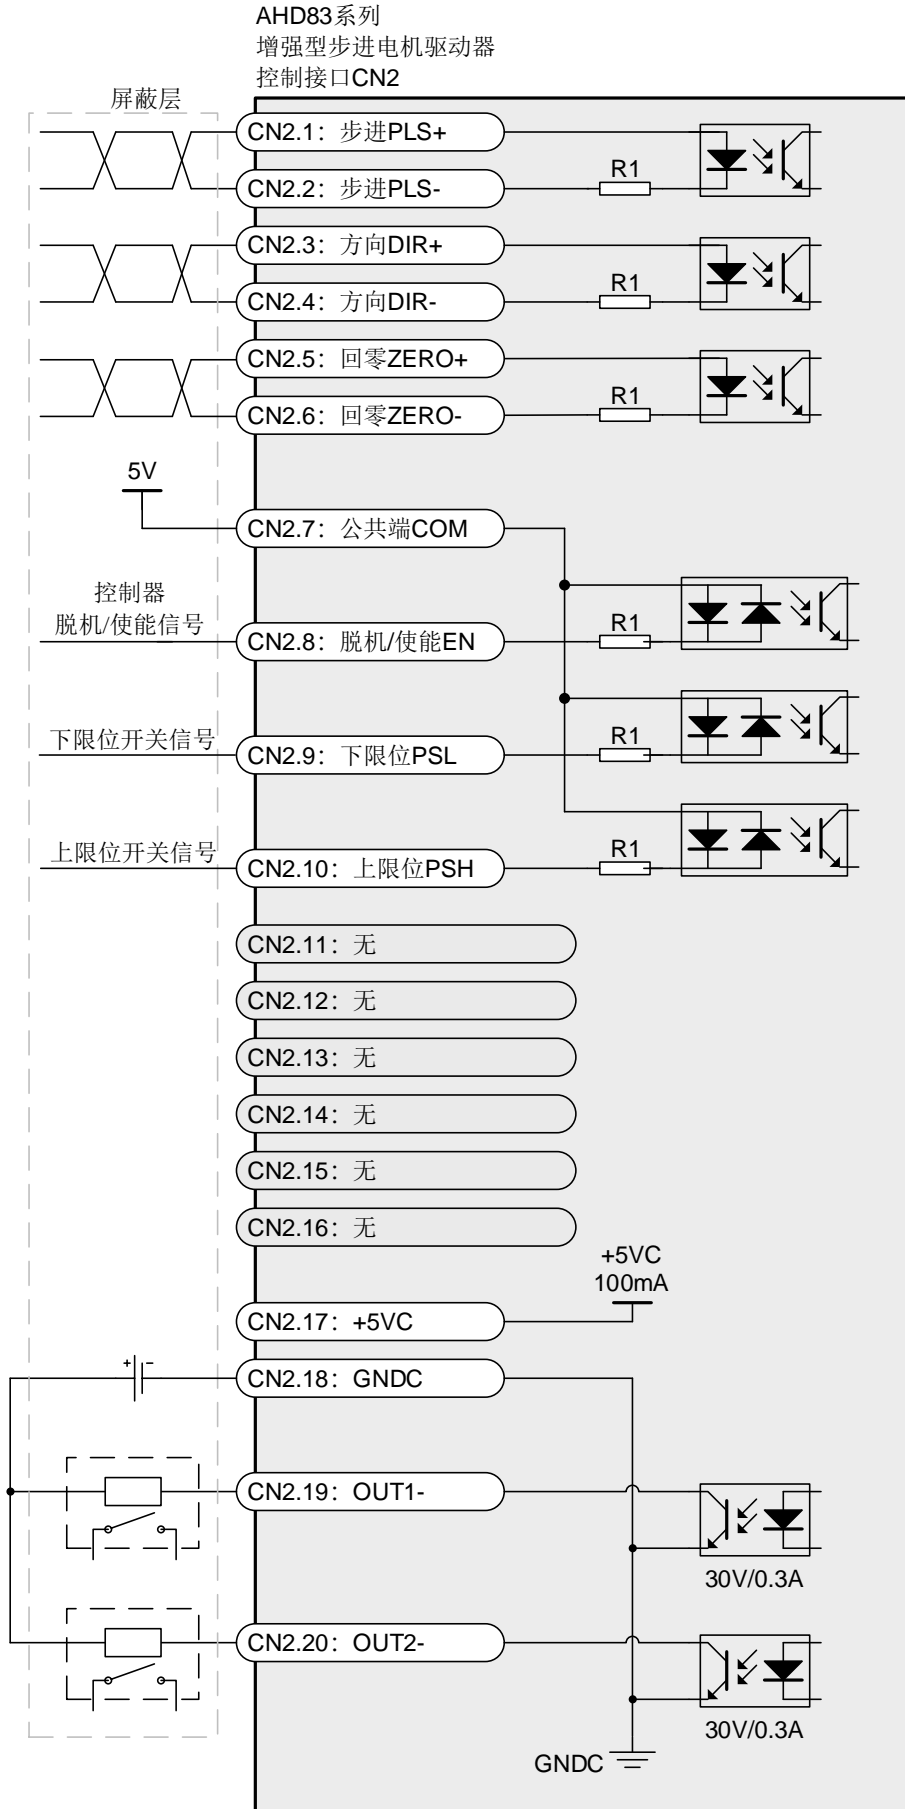 AHD83系列
增强型步进电机驱动器
控制接口CN2
屏蔽层
CN2.1：步进PLS+
R1
CN2.2：步进PLS-
CN2.3：方向DIR+
R1
CN2.4：方向DIR-
CN2.5：回零ZERO+
R1
CN2.6：回零ZERO-
5V
CN2.7：公共端COM
控制器
脱机/使能信号
R1
CN2.8：脱机/使能EN
下限位开关信号
R1
CN2.9：下限位PSL
上限位开关信号
R1
CN2.10：上限位PSH
CN2.11：无
CN2.12：无
CN2.13：无
CN2.14：无
CN2.15：无
CN2.16：无
+5VC
100mA
CN2.17：+5VC
+ -
CN2.18：GNDC
CN2.19：OUT1-
30V/0.3A
CN2.20：OUT2-
30V/0.3A
GNDC